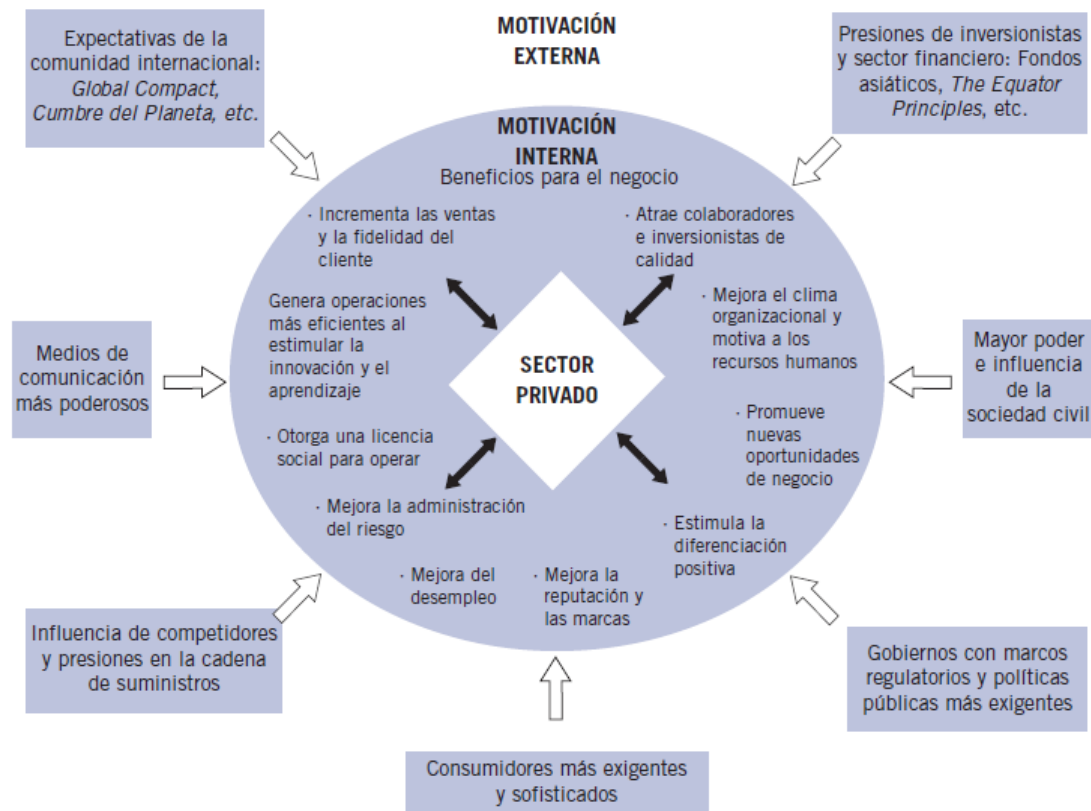 Expectativas de la
comunidad internacional:
Global Compact,
Cumbre del Planeta, etc.
MOTIVACIÓN
EXTERNA
Presiones de inversionistas
y sector financiero: Fondos
asiáticos, The Equator
Principles, etc.
MOTIVACIÓN
INTERNA
Beneficios para el negocio
· Incrementa las ventas
y la fidelidad del
cliente
· Atrae colaboradores
e inversionistas de
calidad
Genera operaciones
más eficientes al
estimular la
innovación y el
aprendizaje
· Mejora el clima
organizacional y
motiva a los
recursos humanos
Medios de
comunicación
más poderosos
SECTOR
PRIVADO
Mayor poder
e influencia
de la
sociedad civil
· Otorga una licencia
social para operar
· Promueve
nuevas
oportunidades
de negocio
· Mejora la administración
del riesgo
· Estimula la
diferenciación
positiva
· Mejora del
desempleo
· Mejora la
reputación y
las marcas
Influencia de competidores
y presiones en la cadena
de suministros
Gobiernos con marcos
regulatorios y políticas
públicas más exigentes
Consumidores más exigentes
y sofisticados